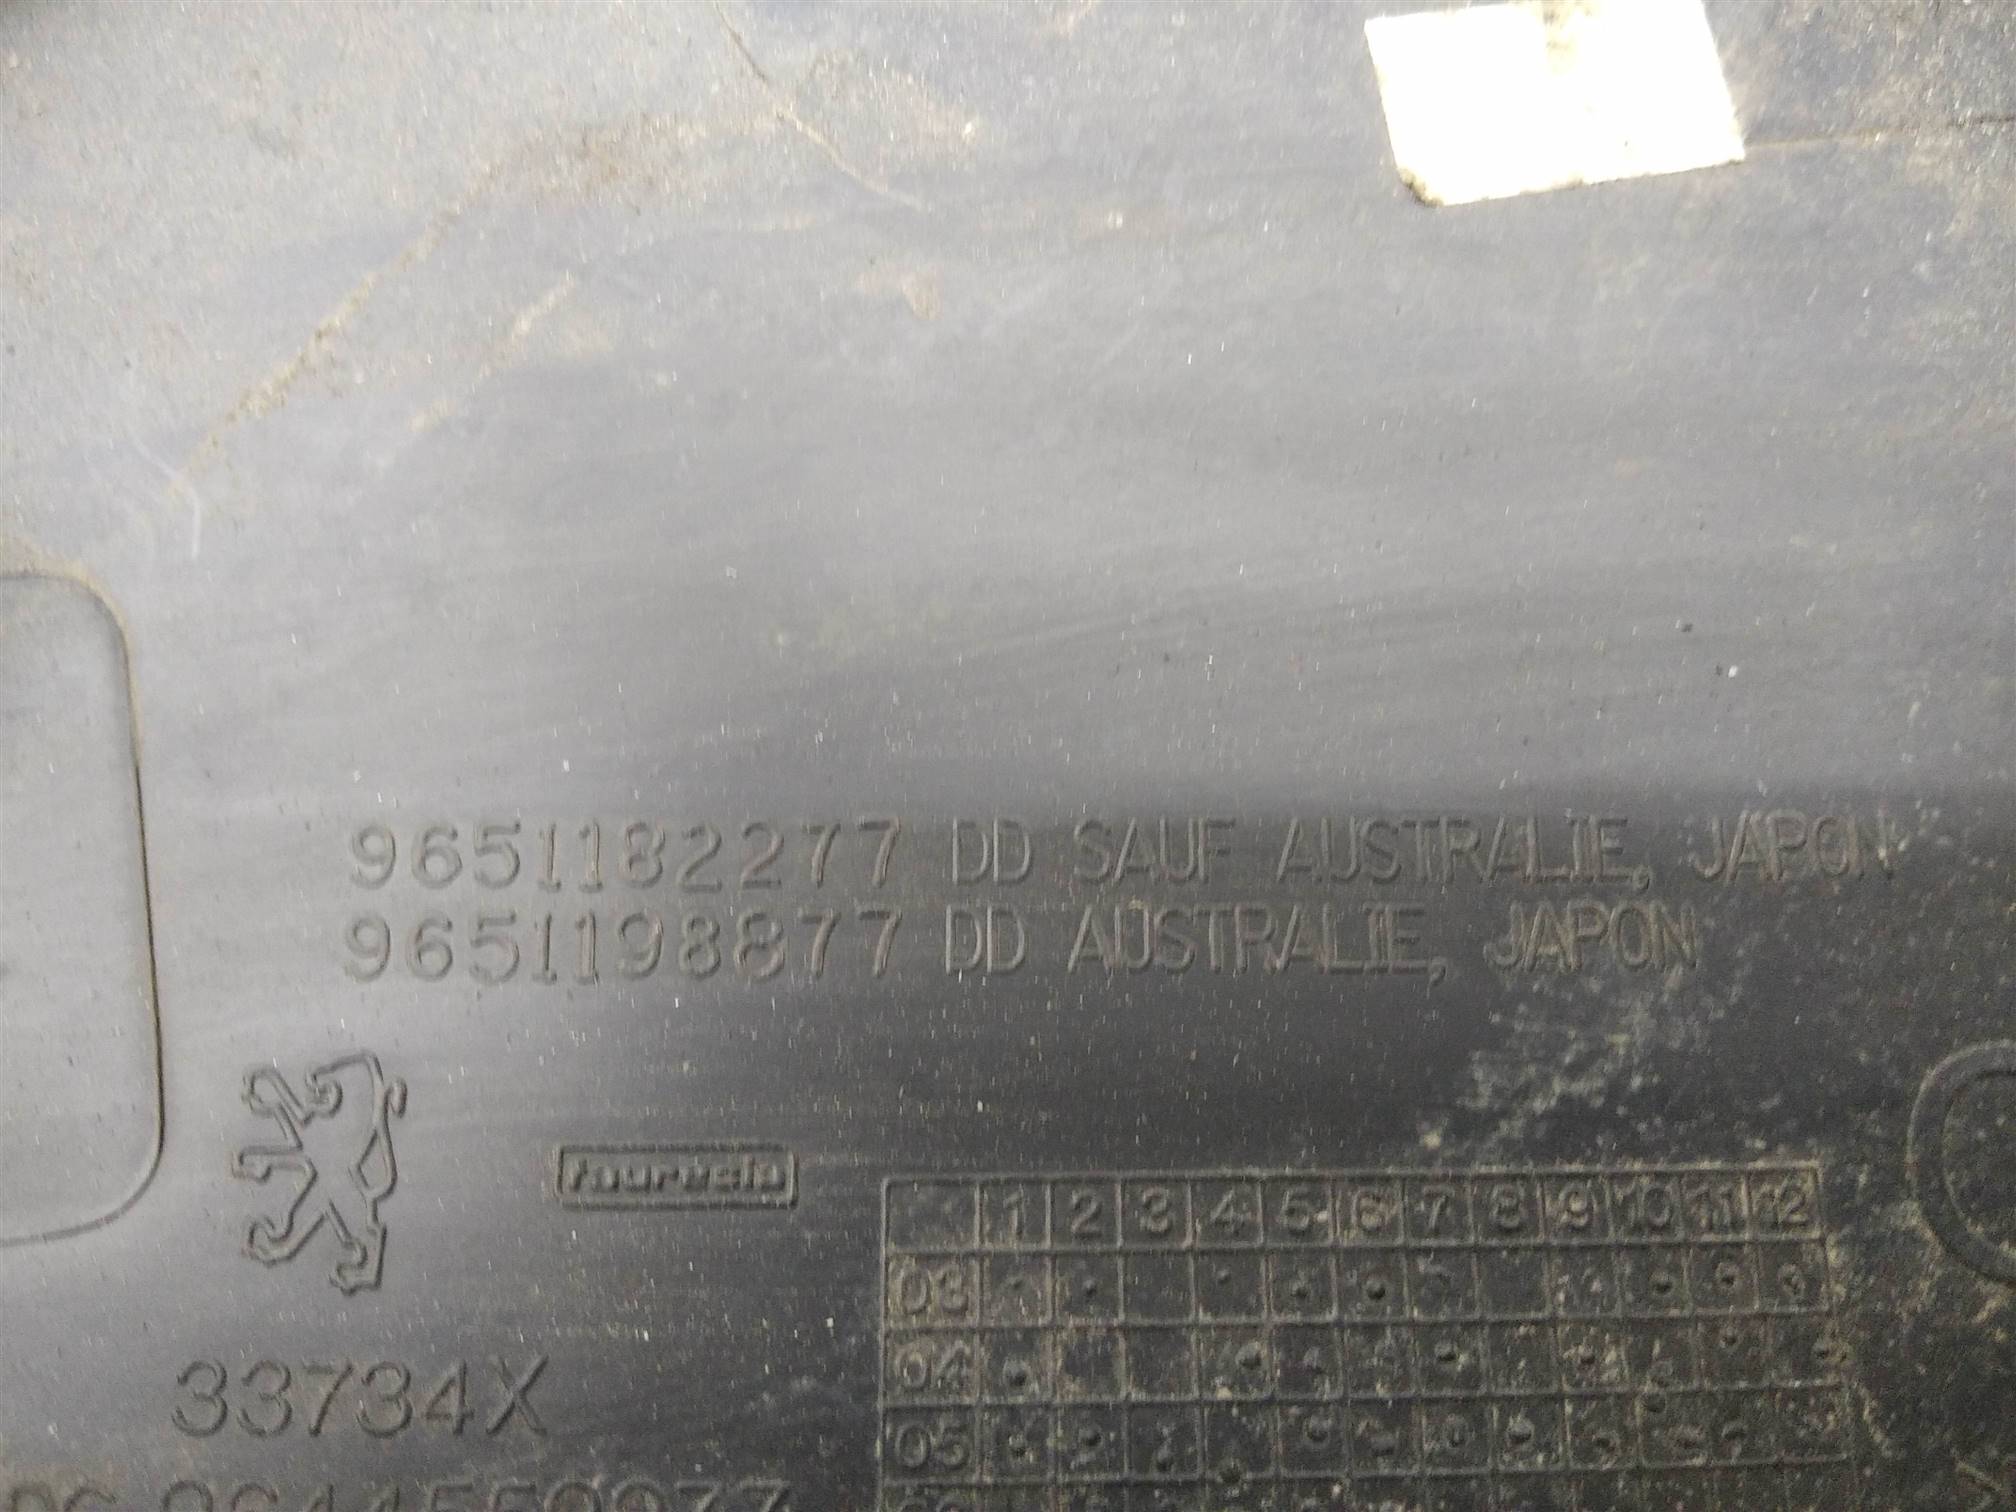 9651182277 DD SAUF AUSTRALIE, JAPON
9651198877 DD AUSTRALIE, JAPON
faurecia
1 2 3 4 5 6 7 8 9 10 11 12
03
04
05
33734X